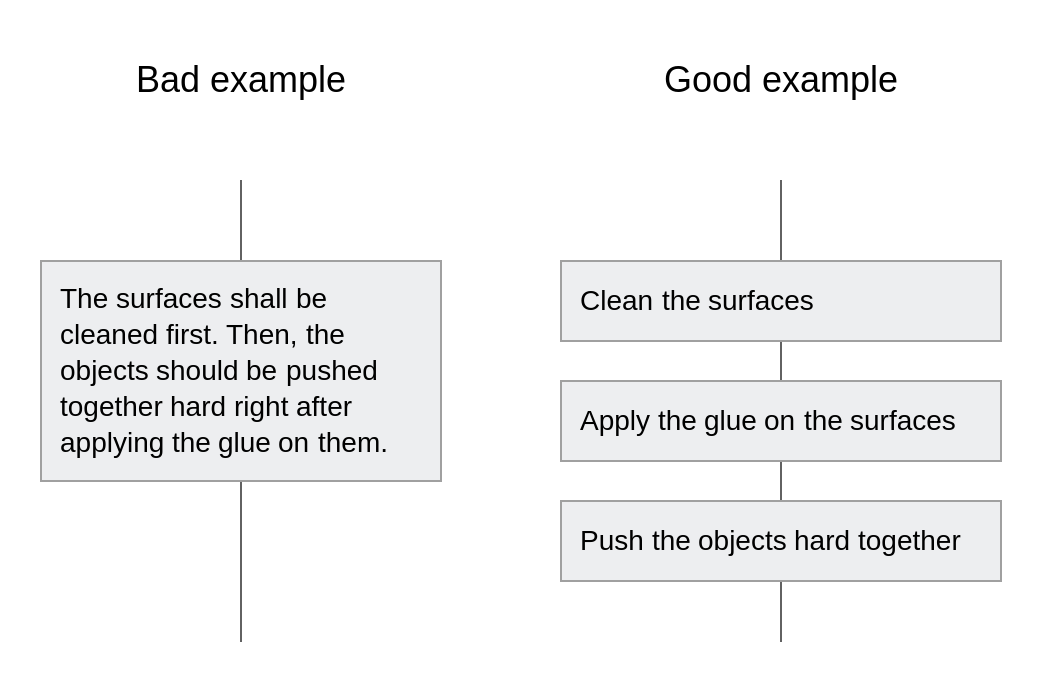 Bad example
The surfaces shall be
cleaned first. Then, the
objects should be pushed
together hard right after
applying the glue on them.
Good example
Clean the surfaces
Apply the glue on the surfaces
Push the objects hard together